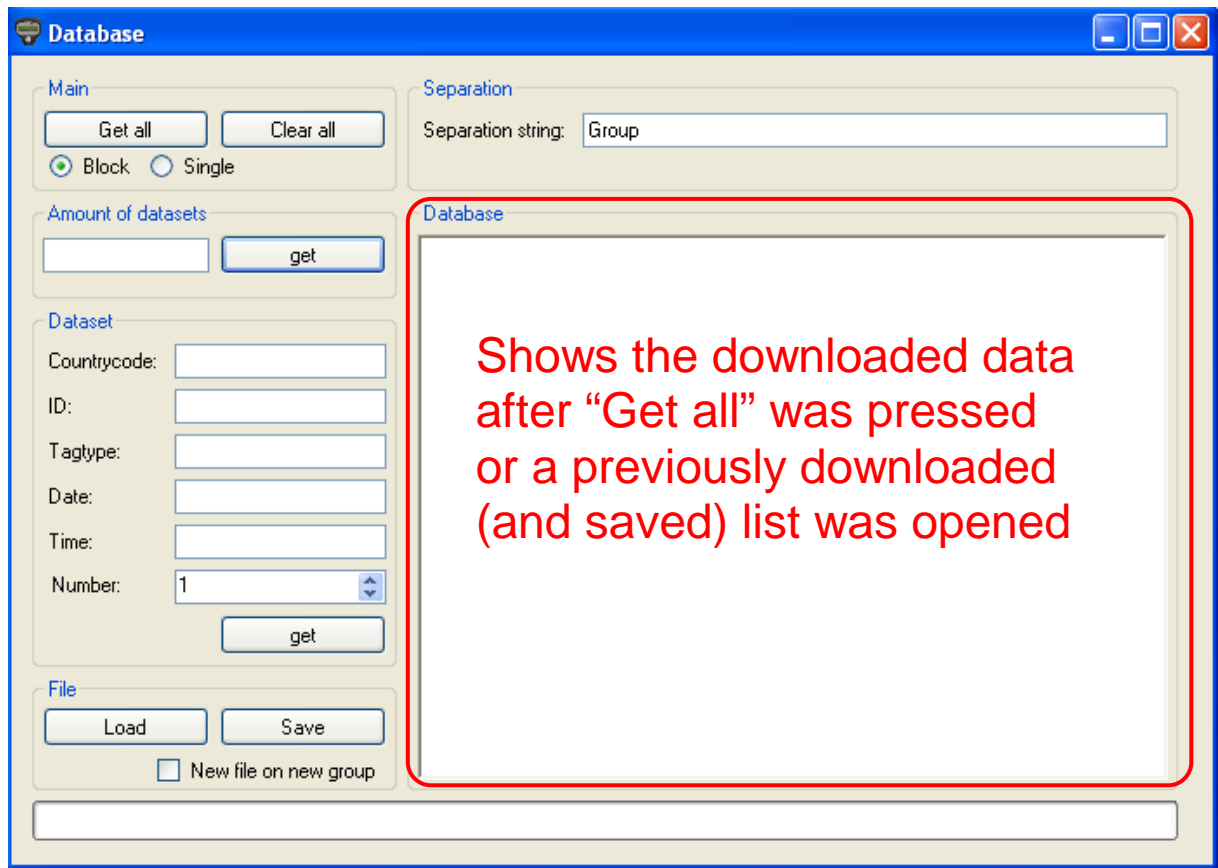 Database
Main
Get all
Clear all
Block
Single
Separation
Separation string:
Group
Amount of datasets
get
Dataset
Countrycode:
ID:
Tagtype:
Date:
Time:
Number:
1
get
File
Load
Save
New file on new group
Database
Shows the downloaded data
after “Get all” was pressed
or a previously downloaded
(and saved) list was opened